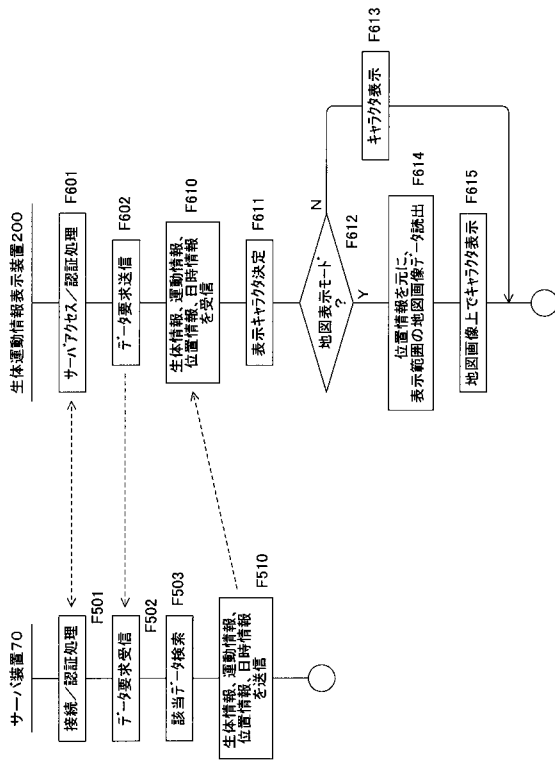 サーバ装置70
接続／認証処理
F501
データ要求受信
F502
該当データ検索
F503
生体情報、運動情報、
位置情報、日時情報
を送信
F510
生体運動情報表示装置200
サーバアクセス／認証処理
F601
データ要求送信
F602
生体情報、運動情報、
位置情報、日時情報
を受信
F610
表示キャラクタ決定
F611
地図表示モード
?
F612
N
Y
キャラクタ表示
F613
位置情報を元に、
表示範囲の地図画像データ読出
F614
地図画像上でキャラクタ表示
F615